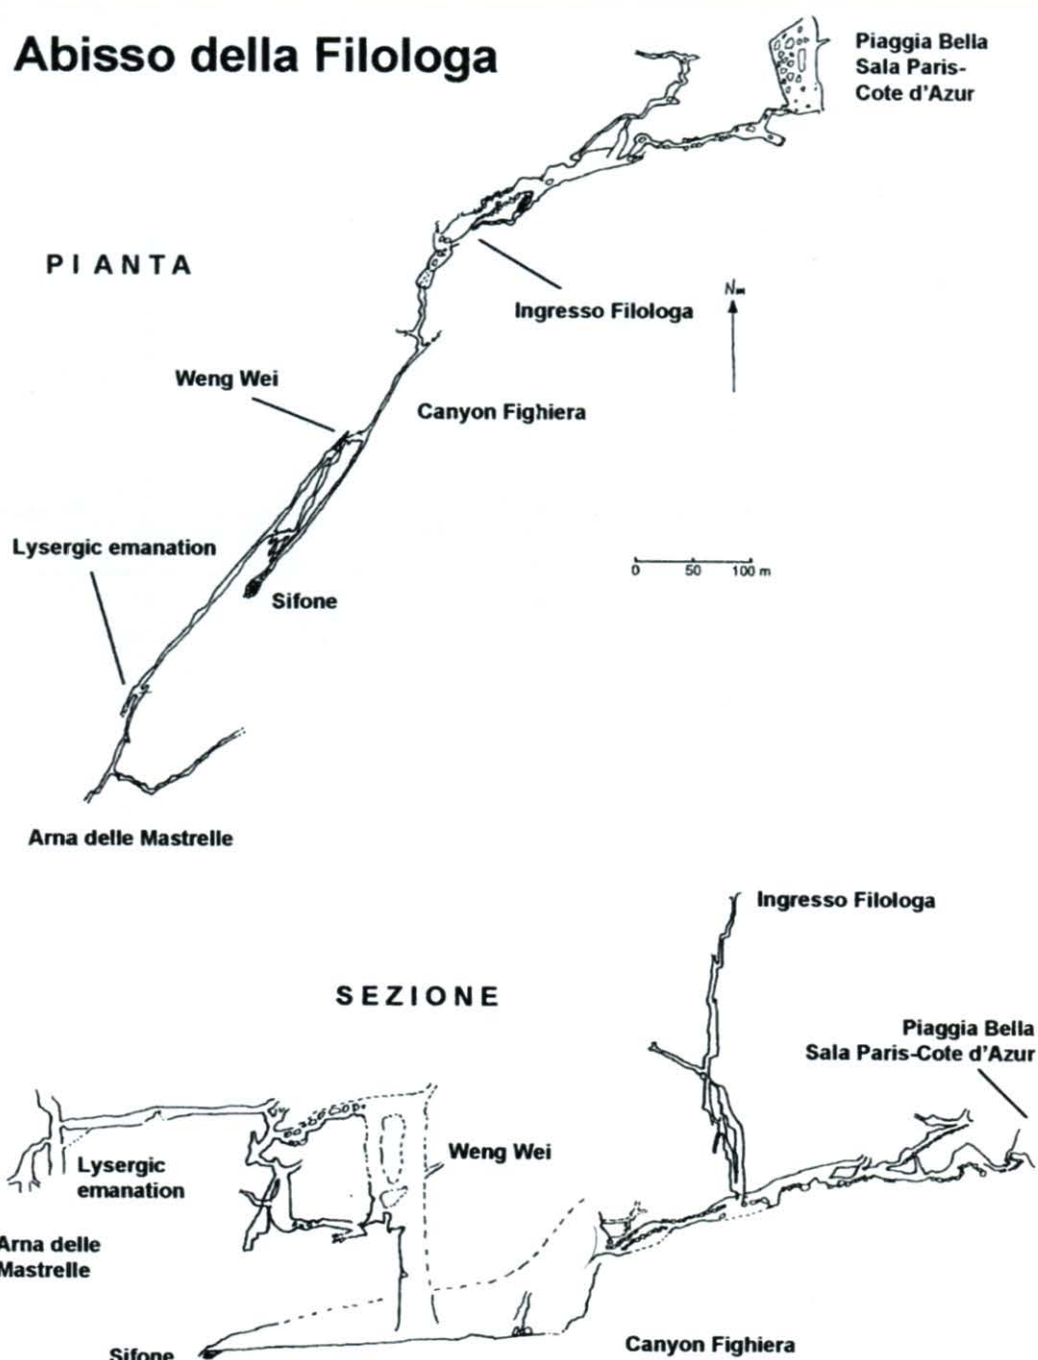 Abisso della Filologa
Piaggia Bella
Sala Paris-
Cote d'Azur
PIANTA
Ingresso Filologa
N
Weng Wei
Canyon Fighiera
Lysergic emanation
0 50 100 m
Sifone
Arna delle Mastrelle
Ingresso Filologa
SEZIONE
Piaggia Bella
Sala Paris-Cote d'Azur
Weng Wei
Lysergic
emanation
Arna delle
Mastrelle
Sifone
Canyon Fighiera